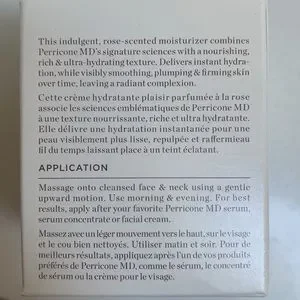 This indulgent, rose-scented moisturizer combines
Perricone MD's signature sciences with a nourishing,
rich & ultra-hydrating texture. Delivers instant hydra-
tion, while visibly smoothing, plumping & firming skin
over time, leaving a radiant complexion.
Cette crème hydratante plaisir parfumée à la rose
associe les sciences emblématiques de Perricone MD
à une texture nourrissante, riche et ultra hydratante.
Elle délivre une hydratation instantanée pour une
peau visiblement plus lisse, repulpée et raffermie au
fil du temps laissant place à un teint éclatant.
APPLICATION
Massage onto cleansed face & neck using a gentle
upward motion. Use morning & evening. For best
results, apply after your favorite Perricone MD serum,
serum concentrate or facial cream.
Massez avec un léger mouvement vers le haut, sur le visage
et le cou bien nettoyés. Utiliser matin et soir. Pour de
meilleurs résultats, appliquez après l'un de vos produits
préférés de Perricone MD, comme le sérum, le concentré
de sérum ou la crème pour le visage.